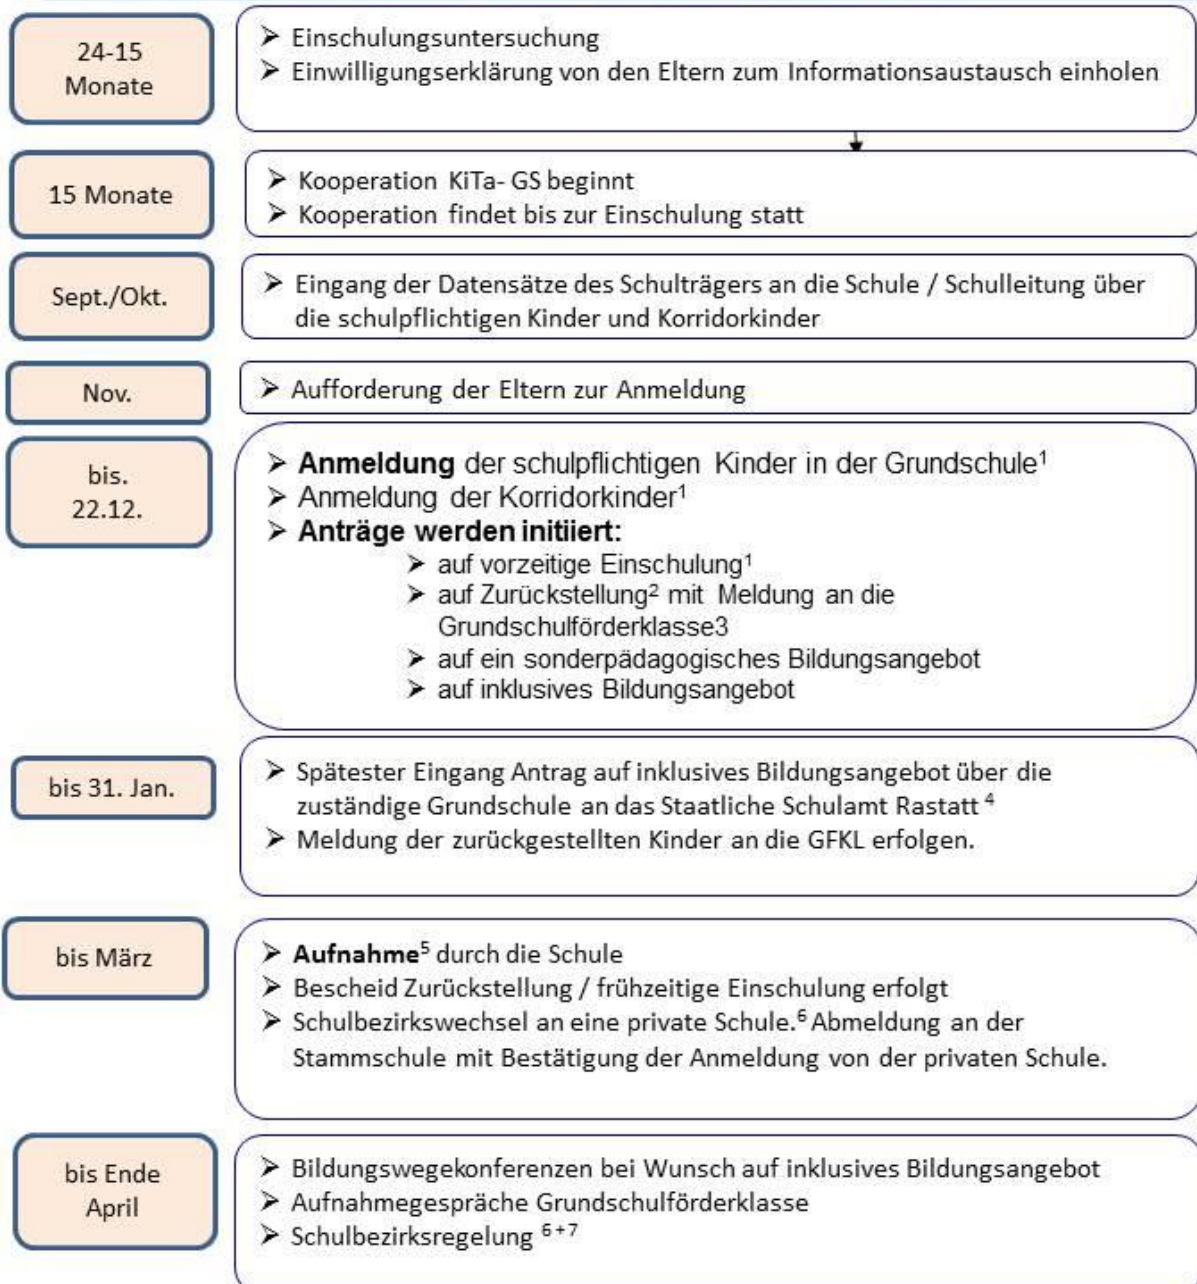 24-15
Monate
➢ Einschulungsuntersuchung
➢ Einwilligungserklärung von den Eltern zum Informationsaustausch einholen
15 Monate
➢ Kooperation KiTa- GS beginnt
➢ Kooperation findet bis zur Einschulung statt
Sept./Okt.
➢ Eingang der Datensätze des Schulträgers an die Schule / Schulleitung über
die schulpflichtigen Kinder und Korridorkinder
Nov.
➢ Aufforderung der Eltern zur Anmeldung
bis.
22.12.
➢ Anmeldung der schulpflichtigen Kinder in der Grundschule¹
➢ Anmeldung der Korridorkinder¹
➢ Anträge werden initiiert:
➢ auf vorzeitige Einschulung¹
➢ auf Zurückstellung² mit Meldung an die
Grundschulförderklasse3
➢ auf ein sonderpädagogisches Bildungsangebot
➢ auf inklusives Bildungsangebot
bis 31. Jan.
➢ Spätester Eingang Antrag auf inklusives Bildungsangebot über die
zuständige Grundschule an das Staatliche Schulamt Rastatt ⁴
➢ Meldung der zurückgestellten Kinder an die GFKL erfolgen.
bis März
➢ Aufnahme⁵ durch die Schule
➢ Bescheid Zurückstellung / frühzeitige Einschulung erfolgt
➢ Schulbezirkswechsel an eine private Schule.⁶ Abmeldung an der
Stammschule mit Bestätigung der Anmeldung von der privaten Schule.
bis Ende
April
➢ Bildungswegekonferenzen bei Wunsch auf inklusives Bildungsangebot
➢ Aufnahmegespräche Grundschulförderklasse
➢ Schulbezirksregelung ⁶⁺⁷